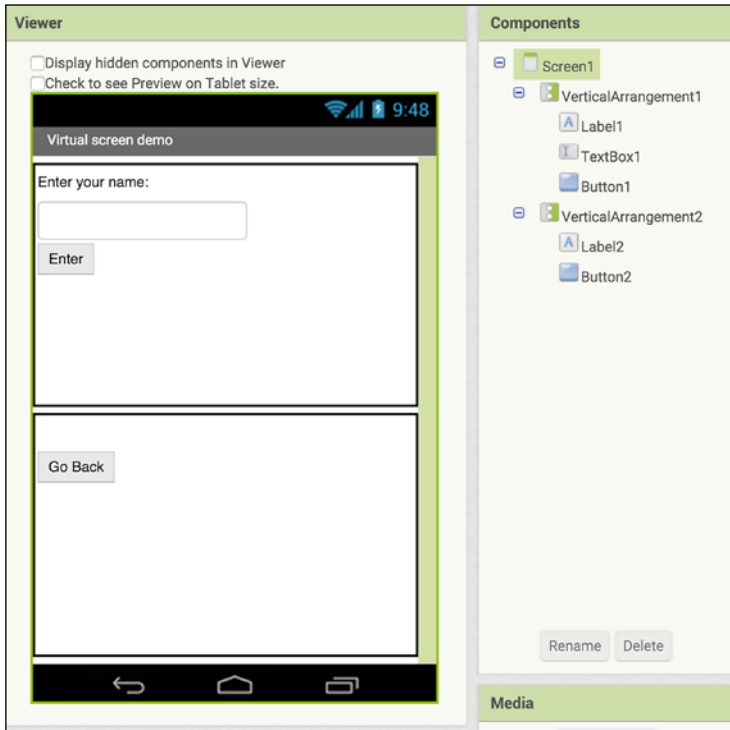 Viewer
Display hidden components in Viewer
Check to see Preview on Tablet size.
9:48
Virtual screen demo
Enter your name:
Enter
Go Back
Components
Screen1
VerticalArrangement1
A Label1
I TextBox1
Button1
VerticalArrangement2
A Label2
Button2
Rename Delete
Media